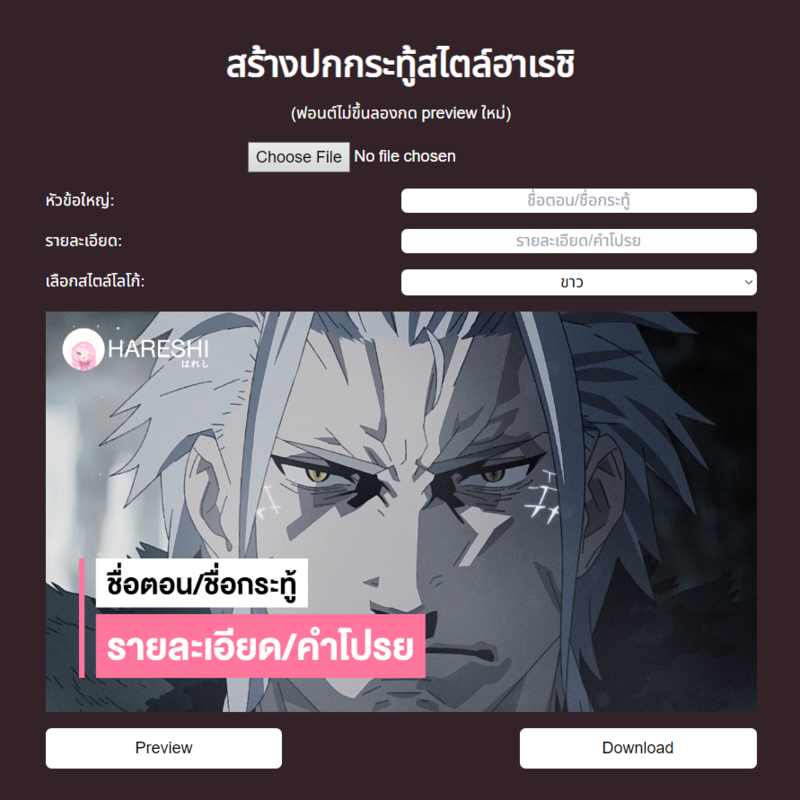 สร้างปกกระทู้สไตล์ฮาเรชิ
(ฟอนต์ไม่ขึ้นลองกด preview ใหม่)
Choose File No file chosen
หัวข้อใหญ่: ชื่อตอน/ชื่อกระทู้
รายละเอียด: รายละเอียด/คำโปรย
เลือกสไตล์โลโก้: ขาว
HARESHI
はれし
ชื่อตอน/ชื่อกระทู้
รายละเอียด/คำโปรย
Preview Download